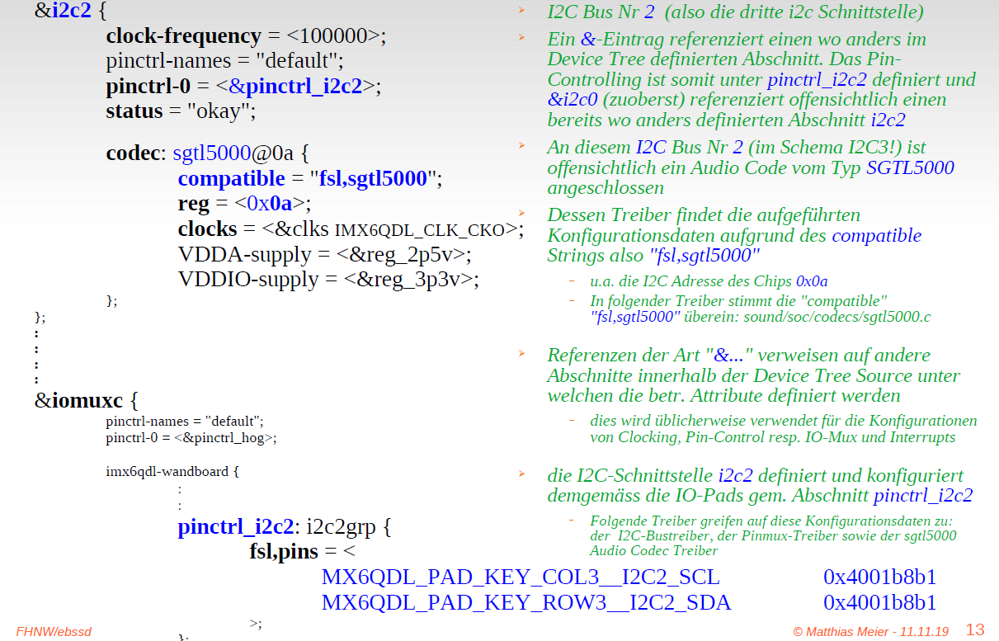 &i2c2 {
clock-frequency = <100000>;
pinctrl-names = "default";
pinctrl-0 = <&pinctrl_i2c2>;
status = "okay";
codec: sgtl5000@0a {
compatible = "fsl,sgtl5000";
reg = <0x0a>;
clocks = <&clks IMX6QDL_CLK_CKO>;
VDDA-supply = <&reg_2p5v>;
VDDIO-supply = <&reg_3p3v>;
};
};
:
:
:
:
&iomuxc {
pinctrl-names = "default";
pinctrl-0 = <&pinctrl_hog>;
imx6qdl-wandboard {
:
:
pinctrl_i2c2: i2c2grp {
fsl,pins = <
MX6QDL_PAD_KEY_COL3__I2C2_SCL 0x4001b8b1
MX6QDL_PAD_KEY_ROW3__I2C2_SDA 0x4001b8b1
>;
};
➢ I2C Bus Nr 2 (also die dritte i2c Schnittstelle)
➢ Ein &-Eintrag referenziert einen wo anders im
Device Tree definierten Abschnitt. Das Pin-
Controlling ist somit unter pinctrl_i2c2 definiert und
&i2c0 (zuoberst) referenziert offensichtlich einen
bereits wo anders definierten Abschnitt i2c2
➢ An diesem I2C Bus Nr 2 (im Schema I2C3!) ist
offensichtlich ein Audio Code vom Typ SGTL5000
angeschlossen
➢ Dessen Treiber findet die aufgeführten
Konfigurationsdaten aufgrund des compatible
Strings also "fsl,sgtl5000"
- u.a. die I2C Adresse des Chips 0x0a
- In folgender Treiber stimmt die "compatible"
"fsl,sgtl5000" überein: sound/soc/codecs/sgtl5000.c
➢ Referenzen der Art "&..." verweisen auf andere
Abschnitte innerhalb der Device Tree Source unter
welchen die betr. Attribute definiert werden
- dies wird üblicherweise verwendet für die Konfigurationen
von Clocking, Pin-Control resp. IO-Mux und Interrupts
➢ die I2C-Schnittstelle i2c2 definiert und konfiguriert
demgemäss die IO-Pads gem. Abschnitt pinctrl_i2c2
- Folgende Treiber greifen auf diese Konfigurationsdaten zu:
der I2C-Bustreiber, der Pinmux-Treiber sowie der sgtl5000
Audio Codec Treiber
FHNW/ebssd
© Matthias Meier - 11.11.19 13